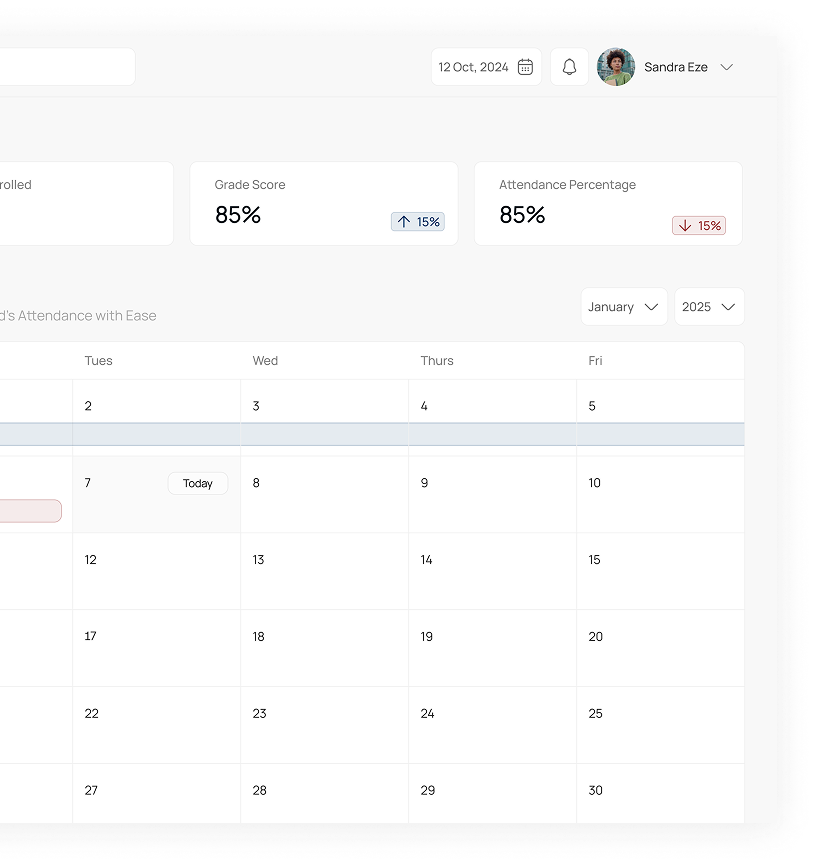 12 Oct, 2024
Sandra Eze
rolled
Grade Score
85%
15%
Attendance Percentage
85%
15%
d's Attendance with Ease
January
2025
Tues Wed Thurs Fri
2 3 4 5
7 Today 8 9 10
12 13 14 15
17 18 19 20
22 23 24 25
27 28 29 30